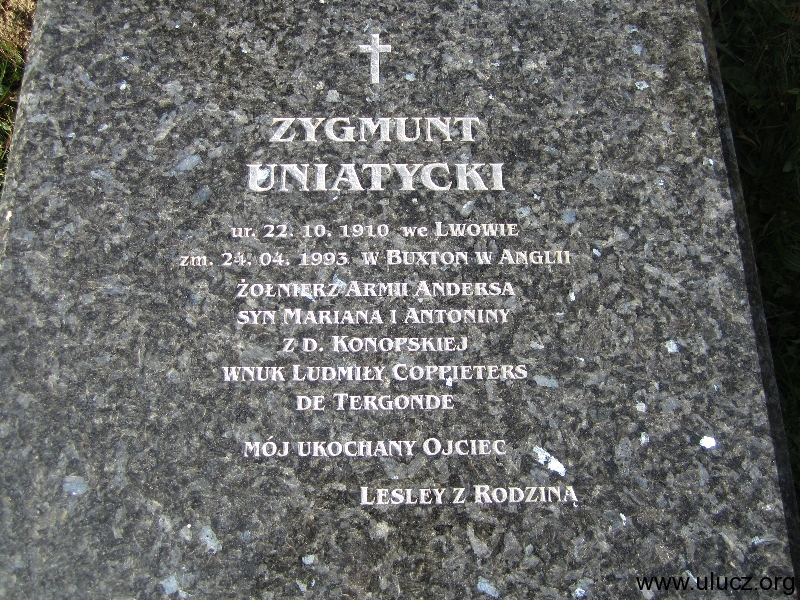 ZYGMUNT
UNIATYCKI
ur. 22. 10. 1910 we LWOWIE
zm. 24. 04. 1993 W BUXTON W ANGLII
ŻOŁNIERZ ARMII ANDERSA
SYN MARIANA I ANTONINY
Z D. KONOPSKIEJ
WNUK LUDMIŁY COPPIETERS
DE TERGONDE
MÓJ UKOCHANY OJCIEC
LESLEY Z RODZINĄ
www.ulucz.org